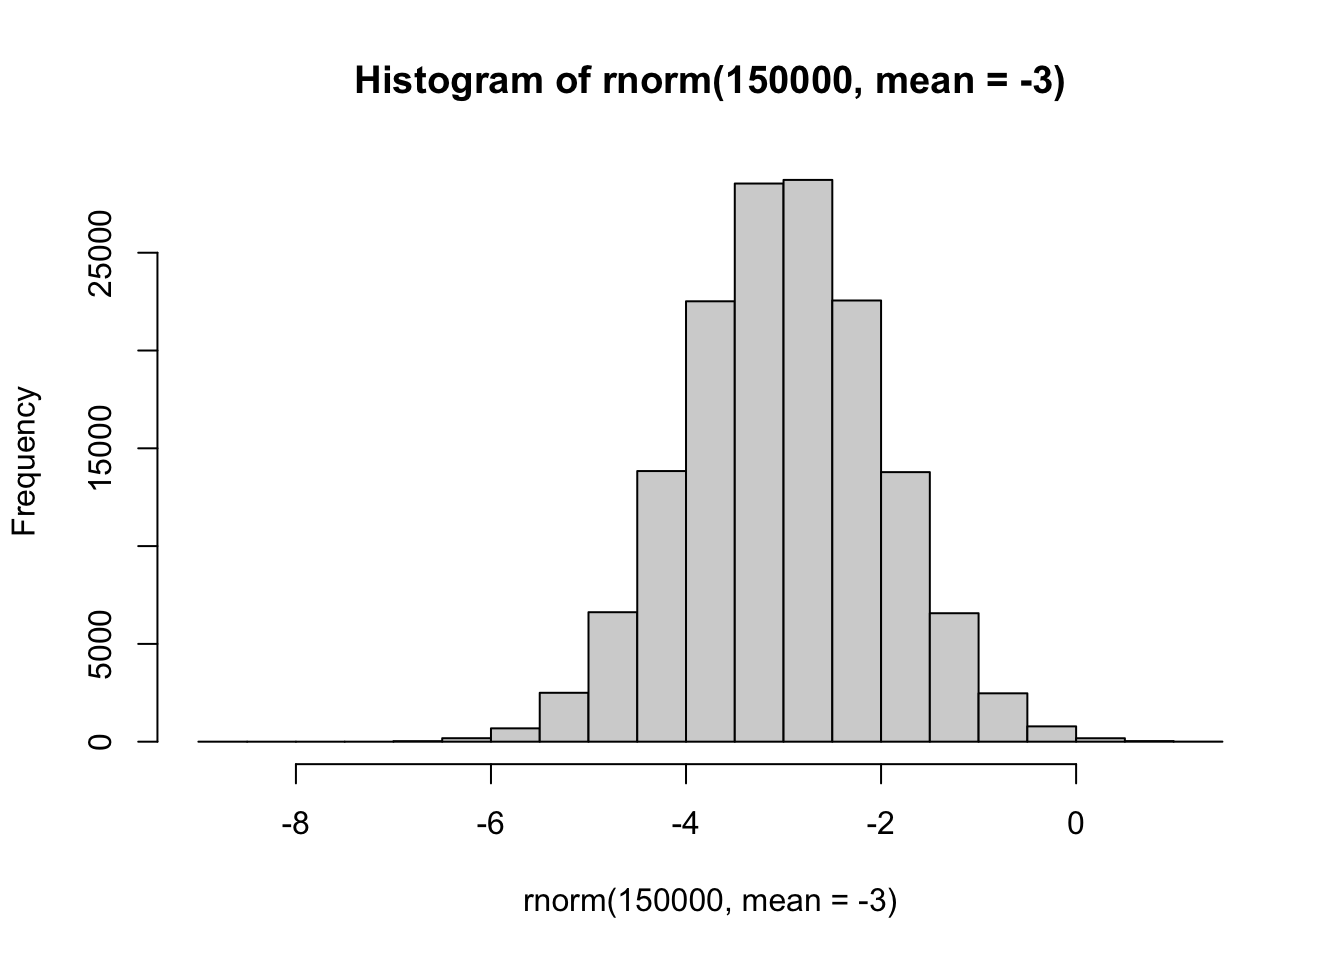 Histogram of rnorm(150000, mean = -3)
Frequency
25000
15000
5000
0
-8 -6 -4 -2 0
rnorm(150000, mean = -3)